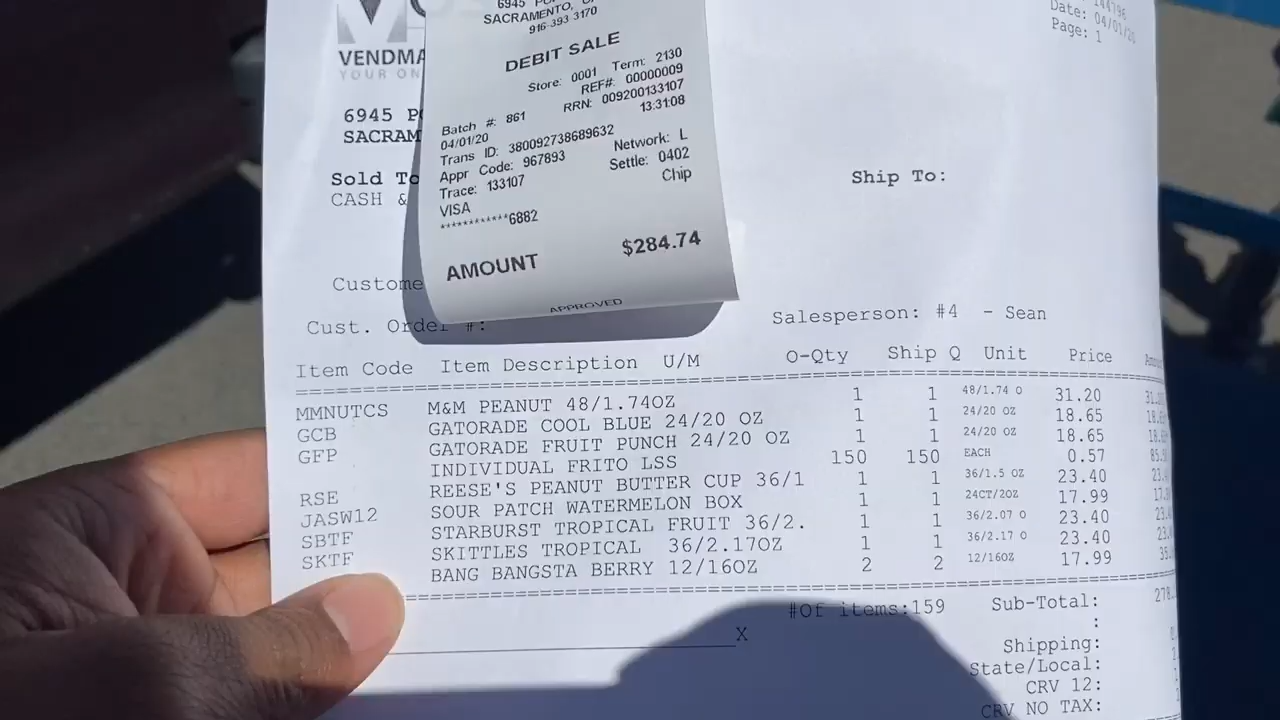 6945
SACRAMENTO,
916-393-3170
DEBIT SALE
Store: 0001 Term: 2130
REF#: 00000009
Batch #: 861 RRN: 009200133107
04/01/20 13:31:08
Trans ID: 380092738689632
Appr Code: 967893 Network: L
Trace: 133107 Settle: 0402
VISA Chip
***********6882
AMOUNT $284.74
APPROVED
Date: 04/01/20
Page: 1
VENDMA
YOUR ON
6945 P
SACRAM
Sold To
CASH &
Ship To:
Custome
Cust. Order #:
Salesperson: #4 - Sean
Item Code Item Description U/M O-Qty Ship Q Unit Price
MMNUTCS M&M PEANUT 48/1.74OZ 1 1 48/1.74 O 31.20
GCB GATORADE COOL BLUE 24/20 OZ 1 1 24/20 OZ 18.65
GFP GATORADE FRUIT PUNCH 24/20 OZ 1 1 24/20 OZ 18.65
INDIVIDUAL FRITO LSS 150 150 EACH 0.57
RSE REESE'S PEANUT BUTTER CUP 36/1 1 1 36/1.5 OZ 23.40
JASW12 SOUR PATCH WATERMELON BOX 1 1 24CT/2OZ 17.99
SBTF STARBURST TROPICAL FRUIT 36/2. 1 1 36/2.07 O 23.40
SKTF SKITTLES TROPICAL 36/2.17OZ 1 1 36/2.17 O 23.40
BANG BANGSTA BERRY 12/16OZ 2 2 12/16OZ 17.99
#Of items:159 Sub-Total: 278.
:
X
Shipping:
State/Local:
CRV 12:
CRV NO TAX: